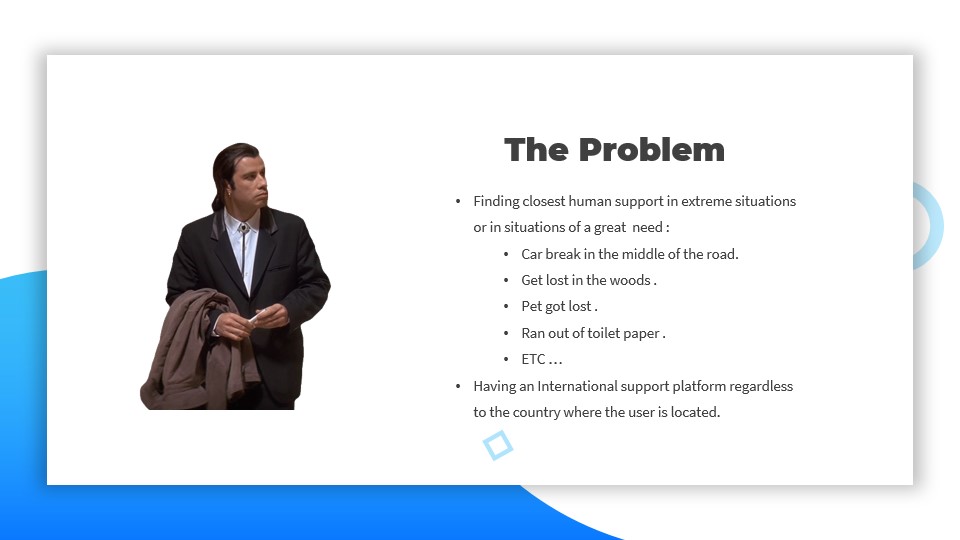 The Problem
• Finding closest human support in extreme situations
or in situations of a great  need :
• Car break in the middle of the road.
• Get lost in the woods .
• Pet got lost .
• Ran out of toilet paper .
• ETC …
• Having an International support platform regardless
to the country where the user is located.